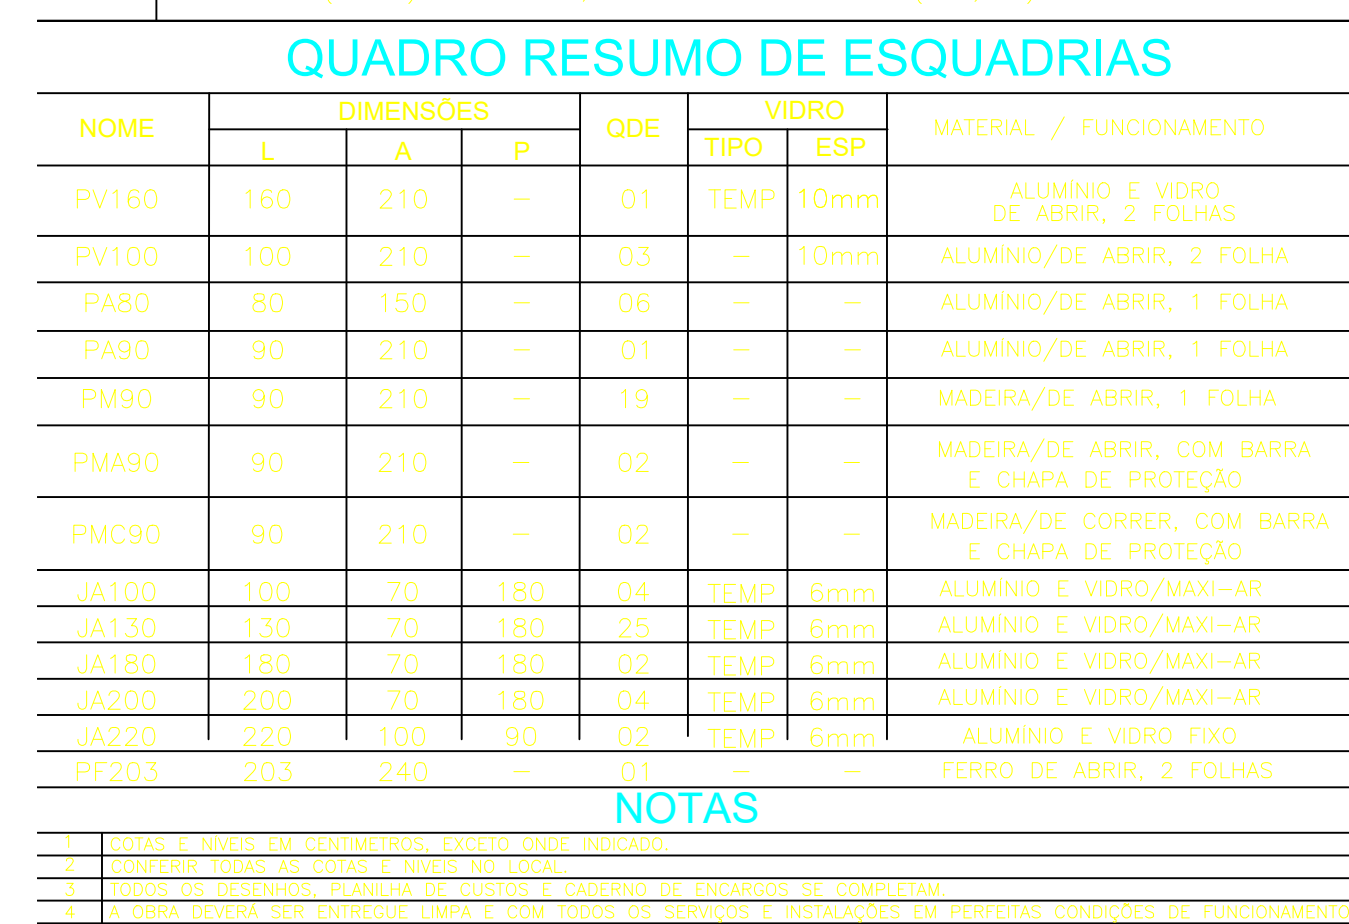 QUADRO RESUMO DE ESQUADRIAS
NOME DIMENSÕES QDE VIDRO MATERIAL / FUNCIONAMENTO
L A P TIPO ESP
PV160 160 210 – 01 TEMP 10mm ALUMÍNIO E VIDRO
DE ABRIR, 2 FOLHAS
PV100 100 210 – 03 – 10mm ALUMÍNIO/DE ABRIR, 2 FOLHA
PA80 80 150 – 06 – – ALUMÍNIO/DE ABRIR, 1 FOLHA
PA90 90 210 – 01 – – ALUMÍNIO/DE ABRIR, 1 FOLHA
PM90 90 210 – 19 – – MADEIRA/DE ABRIR, 1 FOLHA
PMA90 90 210 – 02 – – MADEIRA/DE ABRIR, COM BARRA
E CHAPA DE PROTEÇÃO
PMC90 90 210 – 02 – – MADEIRA/DE CORRER, COM BARRA
E CHAPA DE PROTEÇÃO
JA100 100 70 180 04 TEMP 6mm ALUMÍNIO E VIDRO/MAXI–AR
JA130 130 70 180 25 TEMP 6mm ALUMÍNIO E VIDRO/MAXI–AR
JA180 180 70 180 02 TEMP 6mm ALUMÍNIO E VIDRO/MAXI–AR
JA200 200 70 180 04 TEMP 6mm ALUMÍNIO E VIDRO/MAXI–AR
JA220 220 100 90 02 TEMP 6mm ALUMÍNIO E VIDRO FIXO
PF203 203 240 – 01 – – FERRO DE ABRIR, 2 FOLHAS
NOTAS
1 COTAS E NÍVEIS EM CENTIMETROS, EXCETO ONDE INDICADO.
2 CONFERIR TODAS AS COTAS E NIVEIS NO LOCAL.
3 TODOS OS DESENHOS, PLANILHA DE CUSTOS E CADERNO DE ENCARGOS SE COMPLETAM.
4 A OBRA DEVERÁ SER ENTREGUE LIMPA E COM TODOS OS SERVIÇOS E INSTALAÇÕES EM PERFEITAS CONDIÇÕES DE FUNCIONAMENTO